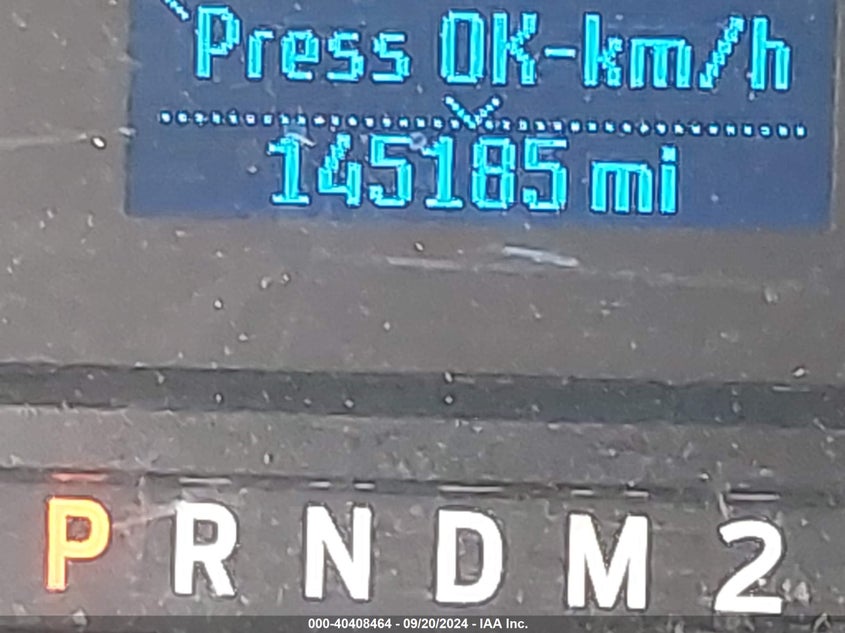 Press OK-km/h
145185 mi
P R N D M 2
000-40408464 - 09/20/2024 - IAA Inc.